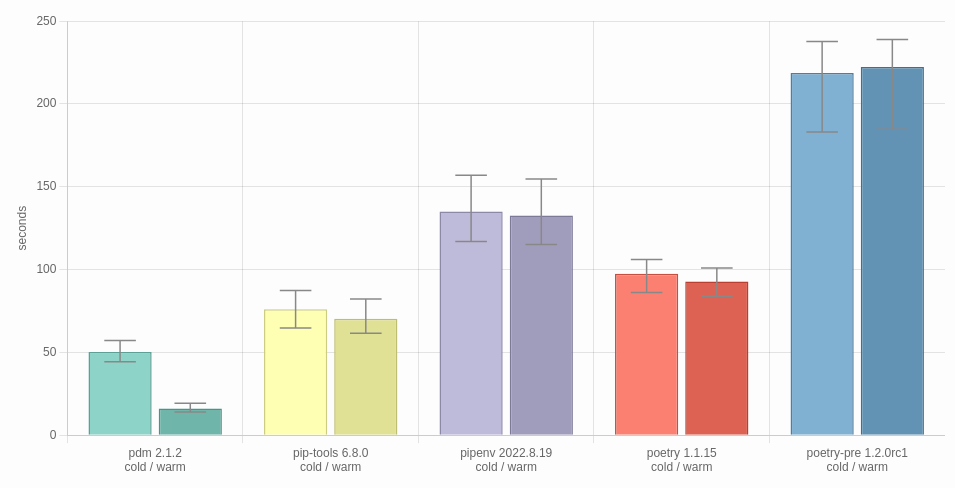 250
200
150
100
50
0
seconds
pdm 2.1.2
cold / warm
pip-tools 6.8.0
cold / warm
pipenv 2022.8.19
cold / warm
poetry 1.1.15
cold / warm
poetry-pre 1.2.0rc1
cold / warm